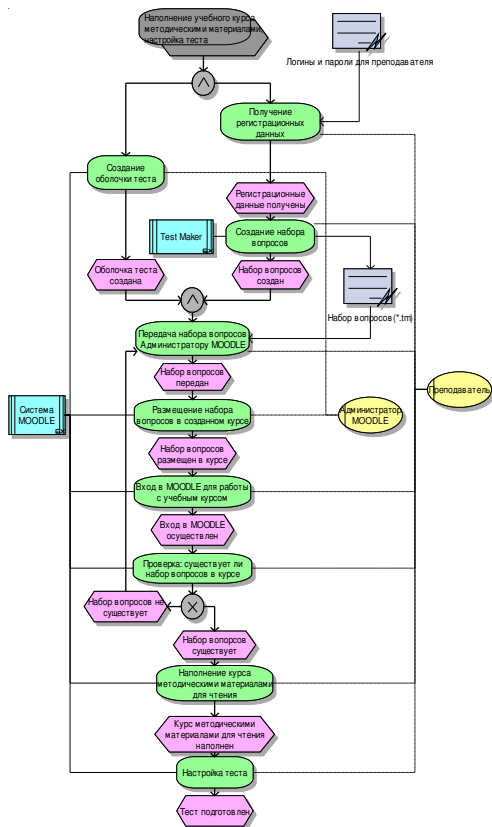 Наполнение учебного курса
методическими материалами,
настройка теста
Логины и пароли для преподавателя
Получение
регистрационных
данных
Создание
оболочки теста
Регистрационные
данные получены
Test Maker
Создание набора
вопросов
Оболочка теста
создана
Набор вопросов
создан
Набор вопросов (*.tm)
Передача набора вопросов
Администратору MOODLE
Набор вопросов
передан
Преподаватель
Система
MOODLE
Размещение набора
вопросов в созданном курсе
Администратор
MOODLE
Набор вопросов
размещен в курсе
Вход в MOODLE для работы
с учебным курсом
Вход в MOODLE
осуществлен
Проверка: существует ли
набор вопросов в курсе
Набор вопросов не
существует
Набор вопорсов
существует
Наполнение курса
методическими материалами
для чтения
Курс методическими
материалами для чтения
наполнен
Настройка теста
Тест подготовлен